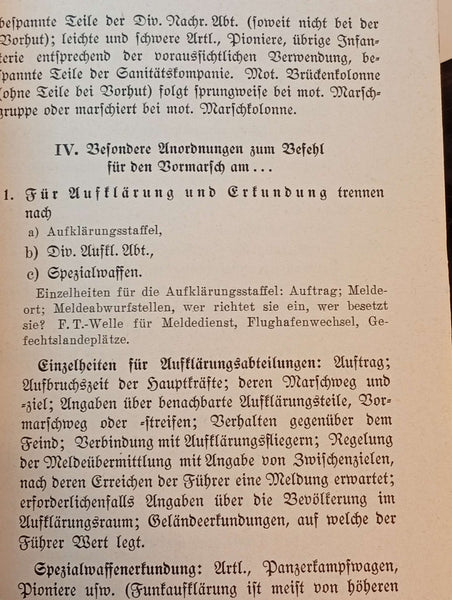 bespannte Teile der Div. Nachr. Abt. (soweit nicht bei der
Vorhut); leichte und schwere Artl., Pioniere, übrige Infan-
terie entsprechend der voraussichtlichen Verwendung, be-
spannte Teile der Sanitätskompanie. Mot. Brückenkolonne
(ohne Teile bei Vorhut) folgt sprungweise bei mot. Marsch-
gruppe oder marschiert bei mot. Marschkolonne.
IV. Besondere Anordnungen zum Befehl
für den Vormarsch am ...
1. Für Aufklärung und Erkundung trennen
nach
a) Aufklärungsstaffel,
b) Div. Aufkl. Abt.,
c) Spezialwaffen.
Einzelheiten für die Aufklärungsstaffel: Auftrag; Melde-
ort; Meldeabwurfstellen, wer richtet sie ein, wer besetzt
sie? F. T.-Welle für Meldedienst, Flughafenwechsel, Ge-
fechtslandeplätze.
Einzelheiten für Aufklärungsabteilungen: Auftrag;
Aufbruchszeit der Hauptkräfte; deren Marschweg und
-ziel; Angaben über benachbarte Aufklärungsteile, Vor-
marschweg oder -streifen; Verhalten gegenüber dem
Feind; Verbindung mit Aufklärungsfliegern; Regelung
der Meldeübermittlung mit Angabe von Zwischenzielen,
nach deren Erreichen der Führer eine Meldung erwartet;
erforderlichenfalls Angaben über die Bevölkerung im
Aufklärungsraum; Geländeerkundungen, auf welche der
Führer Wert legt.
Spezialwaffenerkundung: Artl., Panzerkampfwagen,
Pioniere usw. (Funkaufklärung ist meist von höheren